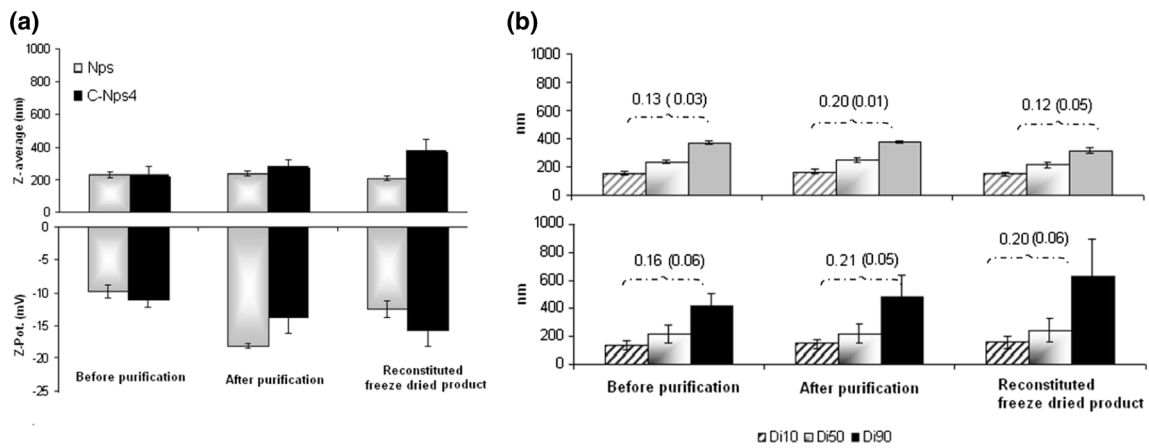 (a)
1000
800
600
400
200
0
Z- average (nm)
Nps
C-Nps4
0
-5
-10
-15
-20
-25
Z-Pot. (mV)
Before purification
After purification
Reconstituted
freeze dried product
(b)
1000
800
600
400
200
0
nm
0.13 (0.03)
0.20 (0.01)
0.12 (0.05)
1000
800
600
400
200
0
nm
0.16 (0.06)
0.21 (0.05)
0.20 (0.06)
Before purification
After purification
Reconstituted
freeze dried product
Di10 Di50 Di90